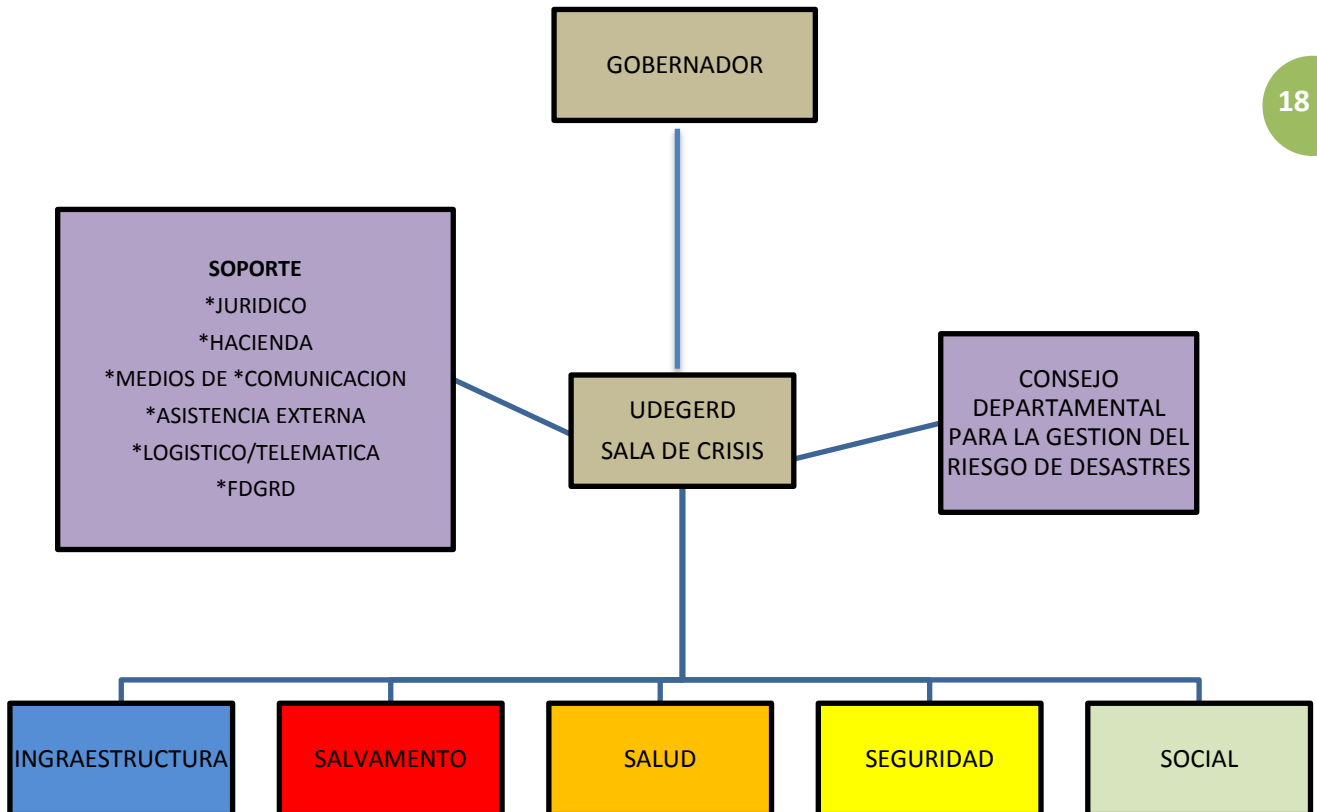 GOBERNADOR
18
SOPORTE
*JURIDICO
*HACIENDA
*MEDIOS DE *COMUNICACION
*ASISTENCIA EXTERNA
*LOGISTICO/TELEMATICA
*FDGRD
UDEGERD
SALA DE CRISIS
CONSEJO
DEPARTAMENTAL
PARA LA GESTION DEL
RIESGO DE DESASTRES
INGRAESTRUCTURA
SALVAMENTO
SALUD
SEGURIDAD
SOCIAL